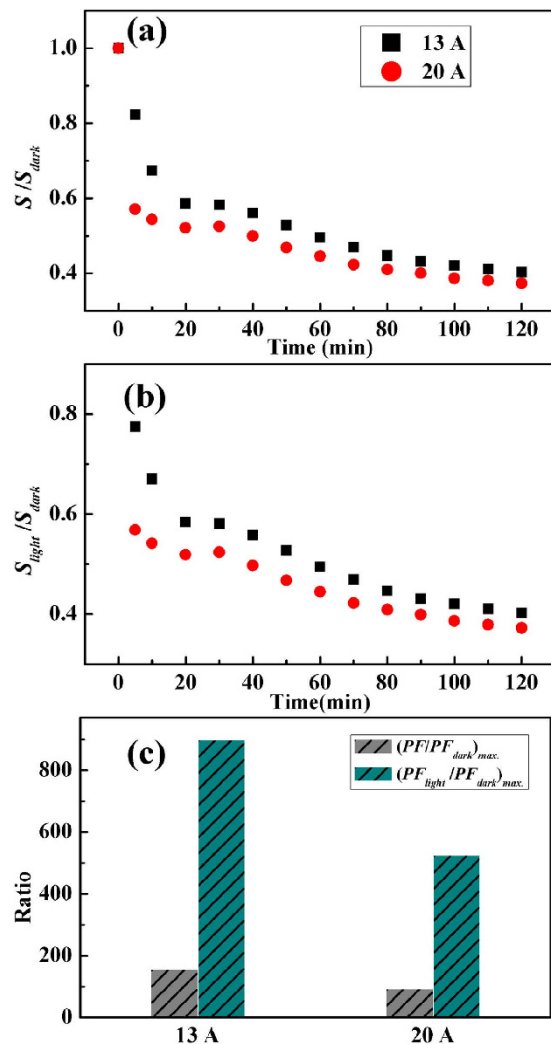 (a)
13 A
20 A
1.0
0.8
0.6
0.4
S/S_dark
0 20 40 60 80 100 120
Time (min)
(b)
0.8
0.6
0.4
S_light/S_dark
0 20 40 60 80 100 120
Time(min)
(c)
(PF/PF_dark)_max.
(PF_light/PF_dark)_max.
800
600
400
200
0
Ratio
13 A 20 A